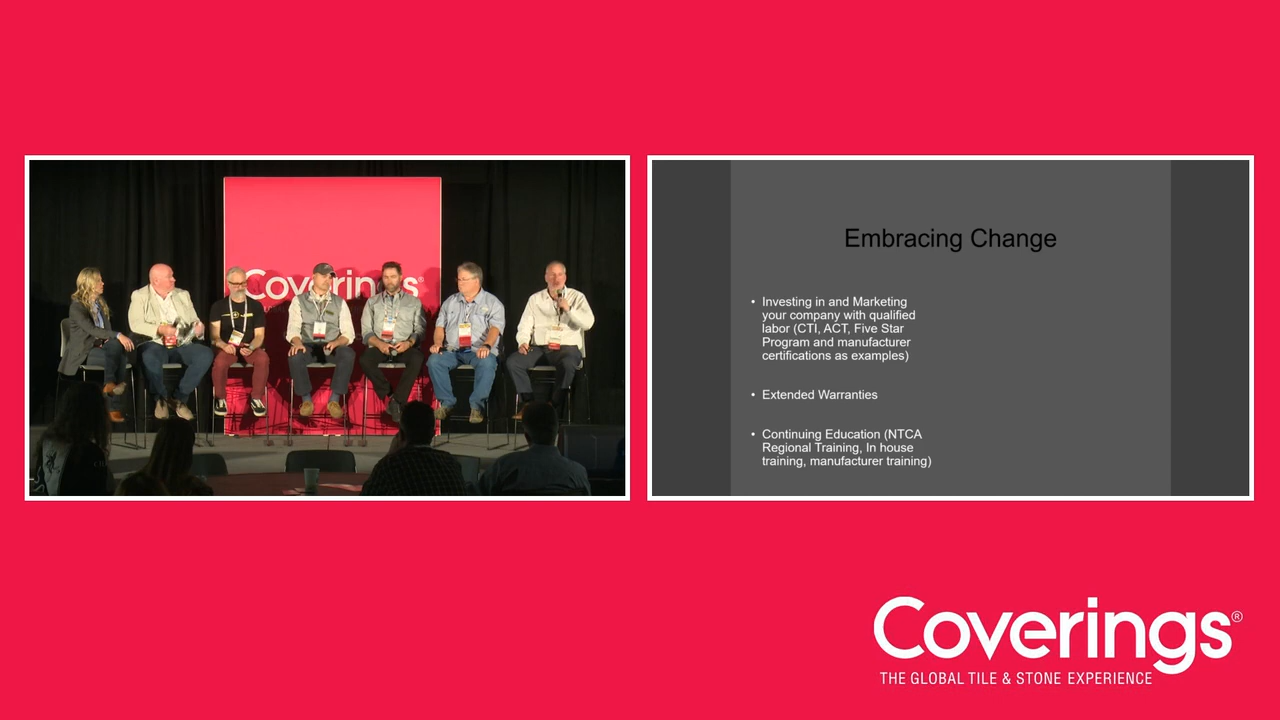 Coverings®
Embracing Change
• Investing in and Marketing
your company with qualified
labor (CTI, ACT, Five Star
Program and manufacturer
certifications as examples)
• Extended Warranties
• Continuing Education (NTCA
Regional Training, In house
training, manufacturer training)
Coverings®
THE GLOBAL TILE & STONE EXPERIENCE